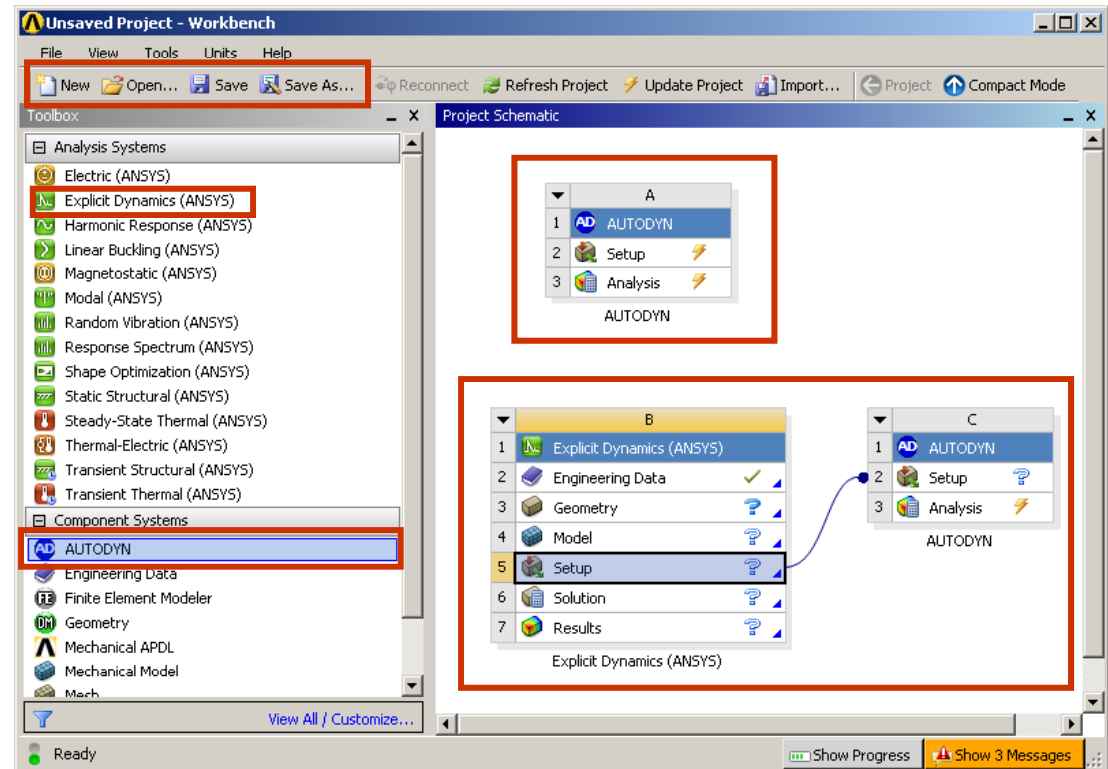 Unsaved Project - Workbench
File View Tools Units Help
New Open... Save Save As... Reconnect Refresh Project Update Project Import... Project Compact Mode
Toolbox
Analysis Systems
Electric (ANSYS)
Explicit Dynamics (ANSYS)
Harmonic Response (ANSYS)
Linear Buckling (ANSYS)
Magnetostatic (ANSYS)
Modal (ANSYS)
Random Vibration (ANSYS)
Response Spectrum (ANSYS)
Shape Optimization (ANSYS)
Static Structural (ANSYS)
Steady-State Thermal (ANSYS)
Thermal-Electric (ANSYS)
Transient Structural (ANSYS)
Transient Thermal (ANSYS)
Component Systems
AD AUTODYN
Engineering Data
FE Finite Element Modeler
DM Geometry
Mechanical APDL
Mechanical Model
Mesh
View All / Customize...
Project Schematic
A
1 AD AUTODYN
2 Setup
3 Analysis
AUTODYN
B
1 Explicit Dynamics (ANSYS)
2 Engineering Data
3 Geometry ?
4 Model ?
5 Setup ?
6 Solution ?
7 Results ?
Explicit Dynamics (ANSYS)
C
1 AD AUTODYN
2 Setup ?
3 Analysis
AUTODYN
Ready
Show Progress Show 3 Messages